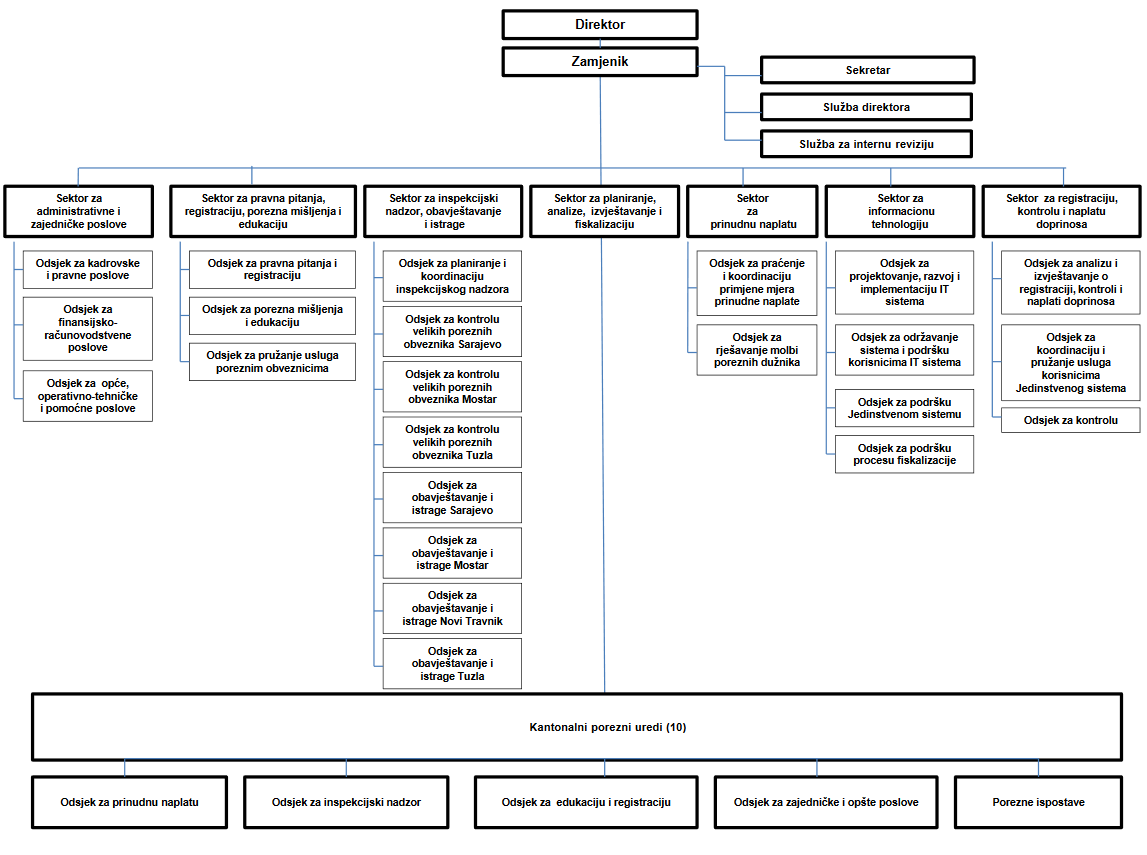 Direktor
Zamjenik
Sekretar
Služba direktora
Služba za internu reviziju
Sektor za
administrativne i
zajedničke poslove
Sektor za pravna pitanja,
registraciju, porezna mišljenja i
edukaciju
Sektor za inspekcijski
nadzor, obavještavanje
i istrage
Sektor za planiranje,
analize, izvještavanje i
fiskalizaciju
Sektor
za
prinudnu naplatu
Sektor za
informacionu
tehnologiju
Sektor za registraciju,
kontrolu i naplatu
doprinosa
Odsjek za kadrovske
i pravne poslove
Odsjek za
finansijsko-
računovodstvene
poslove
Odsjek za opće,
operativno-tehničke
i pomoćne poslove
Odsjek za pravna pitanja i
registraciju
Odsjek za porezna mišljenja
i edukaciju
Odsjek za pružanje usluga
poreznim obveznicima
Odsjek za planiranje i
koordinaciju
inspekcijskog nadzora
Odsjek za kontrolu
velikih poreznih
obveznika Sarajevo
Odsjek za kontrolu
velikih poreznih
obveznika Mostar
Odsjek za kontrolu
velikih poreznih
obveznika Tuzla
Odsjek za
obavještavanje i
istrage Sarajevo
Odsjek za
obavještavanje i
istrage Mostar
Odsjek za
obavještavanje i
istrage Novi Travnik
Odsjek za
obavještavanje i
istrage Tuzla
Odsjek za praćenje
i koordinaciju
primjene mjera
prinudne naplate
Odsjek za
rješavanje molbi
poreznih dužnika
Odsjek za
projektovanje, razvoj i
implementaciju IT
sistema
Odsjek za održavanje
sistema i podršku
korisnicima IT sistema
Odsjek za podršku
Jedinstvenom sistemu
Odsjek za podršku
procesu fiskalizacije
Odsjek za analizu i
izvještavanje o
registraciji, kontroli i
naplati doprinosa
Odsjek za
koordinaciju i
pružanje usluga
korisnicima
Jedinstvenog sistema
Odsjek za kontrolu
Kantonalni porezni uredi (10)
Odsjek za prinudnu naplatu
Odsjek za inspekcijski nadzor
Odsjek za edukaciju i registraciju
Odsjek za zajedničke i opšte poslove
Porezne ispostave